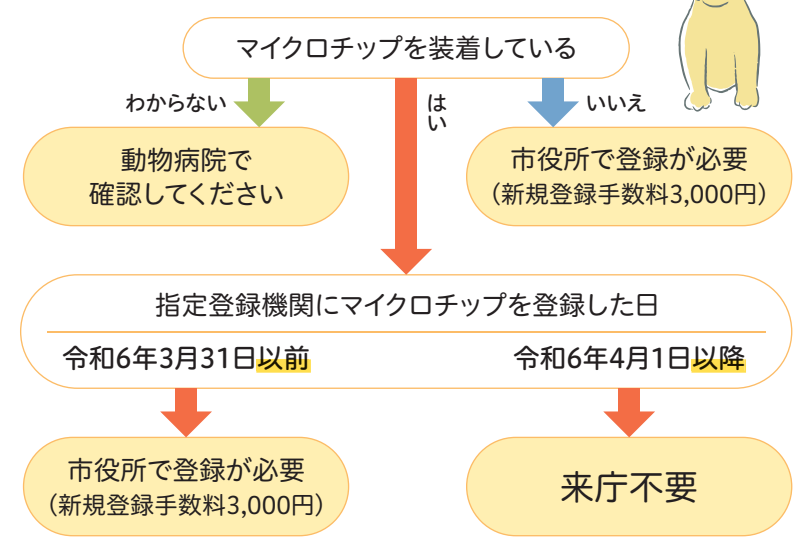 マイクロチップを装着している
わからない
はい
いいえ
動物病院で
確認してください
市役所で登録が必要
（新規登録手数料3,000円）
指定登録機関にマイクロチップを登録した日
令和6年3月31日以前
令和6年4月1日以降
市役所で登録が必要
（新規登録手数料3,000円）
来庁不要